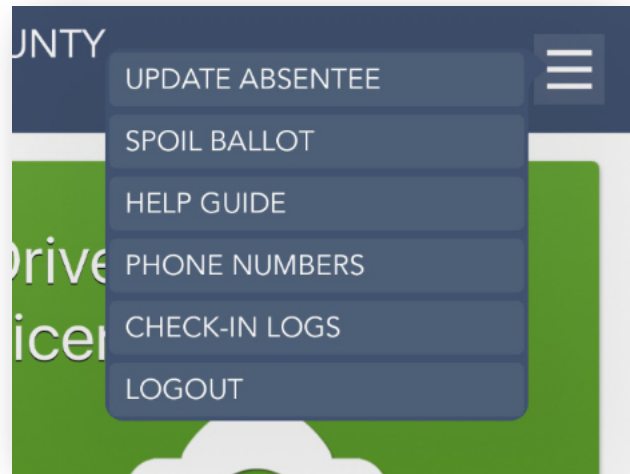 UNTY
UPDATE ABSENTEE
SPOIL BALLOT
HELP GUIDE
PHONE NUMBERS
CHECK-IN LOGS
LOGOUT